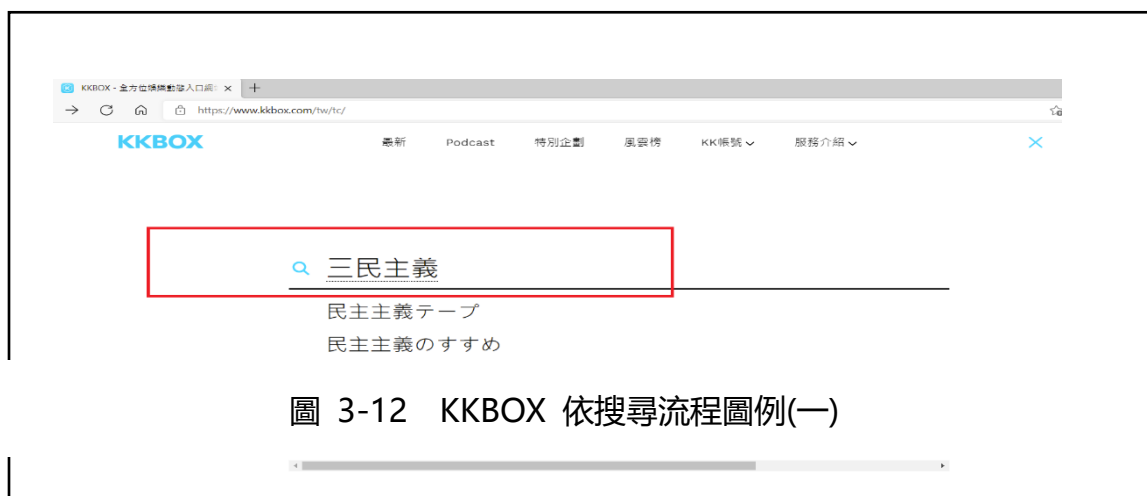 KKBOX - 全方位娛樂動態入口網
https://www.kkbox.com/tw/tc/
KKBOX 最新 Podcast 特別企劃 風雲榜 KK帳號 服務介紹
三民主義
民主主義テープ
民主主義のすすめ
圖 3-12 KKBOX 依搜尋流程圖例(一)